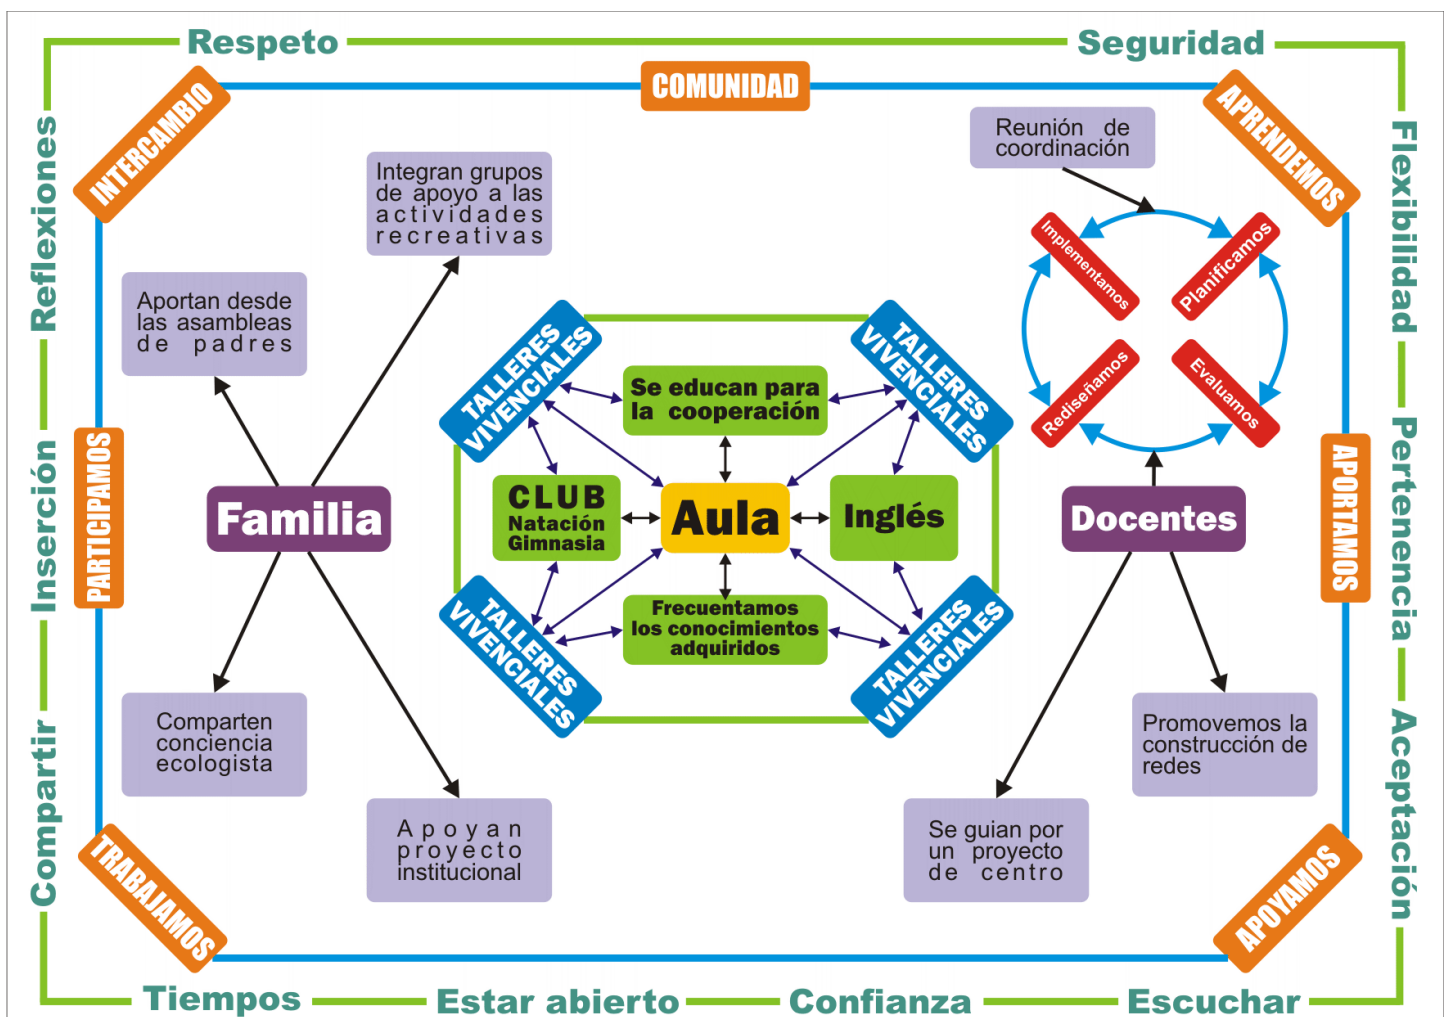 Respeto
Seguridad
COMUNIDAD
INTERCAMBIO
APRENDEMOS
Reflexiones
Flexibilidad
Reunión de
coordinación
Integran grupos
de apoyo a las
actividades
recreativas
Implementamos
Planificamos
Rediseñamos
Evaluamos
Aportan desde
las asambleas
de padres
TALLERES
VIVENCIALES
TALLERES
VIVENCIALES
Se educan para
la cooperación
Inserción
PARTICIPAMOS
Familia
CLUB
Natación
Gimnasia
Aula
Inglés
Docentes
APORTAMOS
Pertenencia
Frecuentamos
los conocimientos
adquiridos
TALLERES
VIVENCIALES
TALLERES
VIVENCIALES
Compartir
Comparten
conciencia
ecologista
Promovemos la
construcción de
redes
Aceptación
Apoyan
proyecto
institucional
Se guian por
un proyecto
de centro
TRABAJAMOS
APOYAMOS
Tiempos
Estar abierto
Confianza
Escuchar